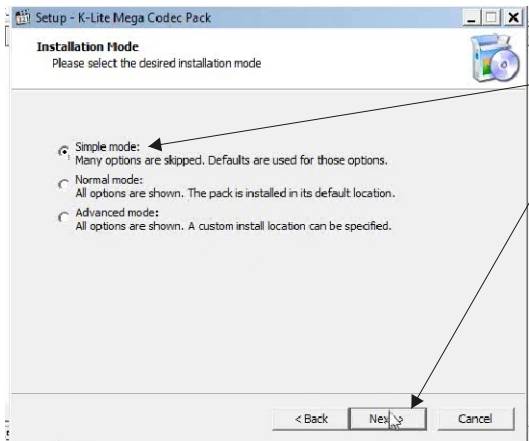 Setup - K-Lite Mega Codec Pack
Installation Mode
Please select the desired installation mode
Simple mode:
Many options are skipped. Defaults are used for those options.
Normal mode:
All options are shown. The pack is installed in its default location.
Advanced mode:
All options are shown. A custom install location can be specified.
< Back
Next >
Cancel